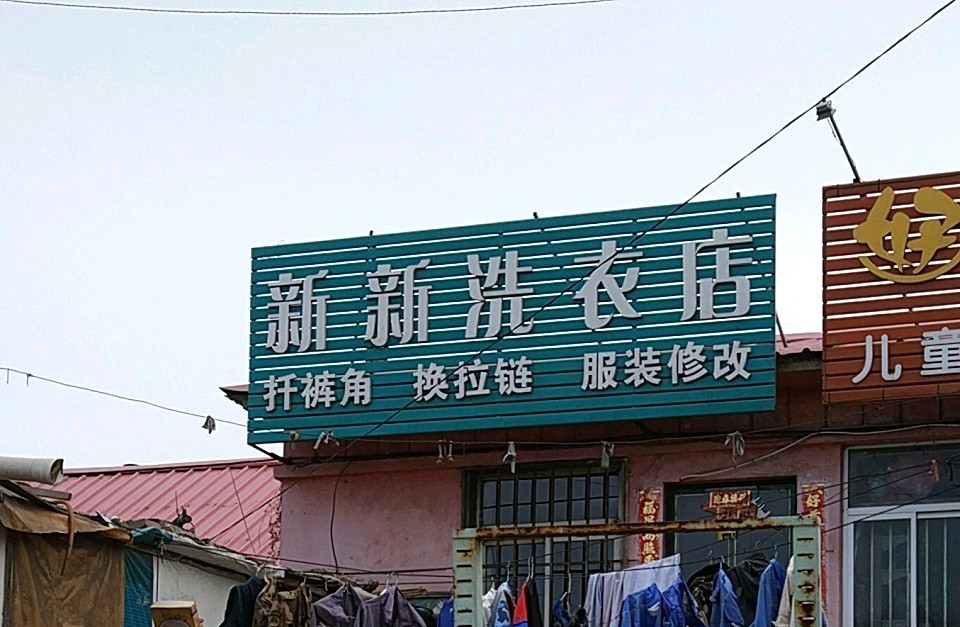 新新洗衣店
扦裤角 换拉链 服装修改
好
儿童